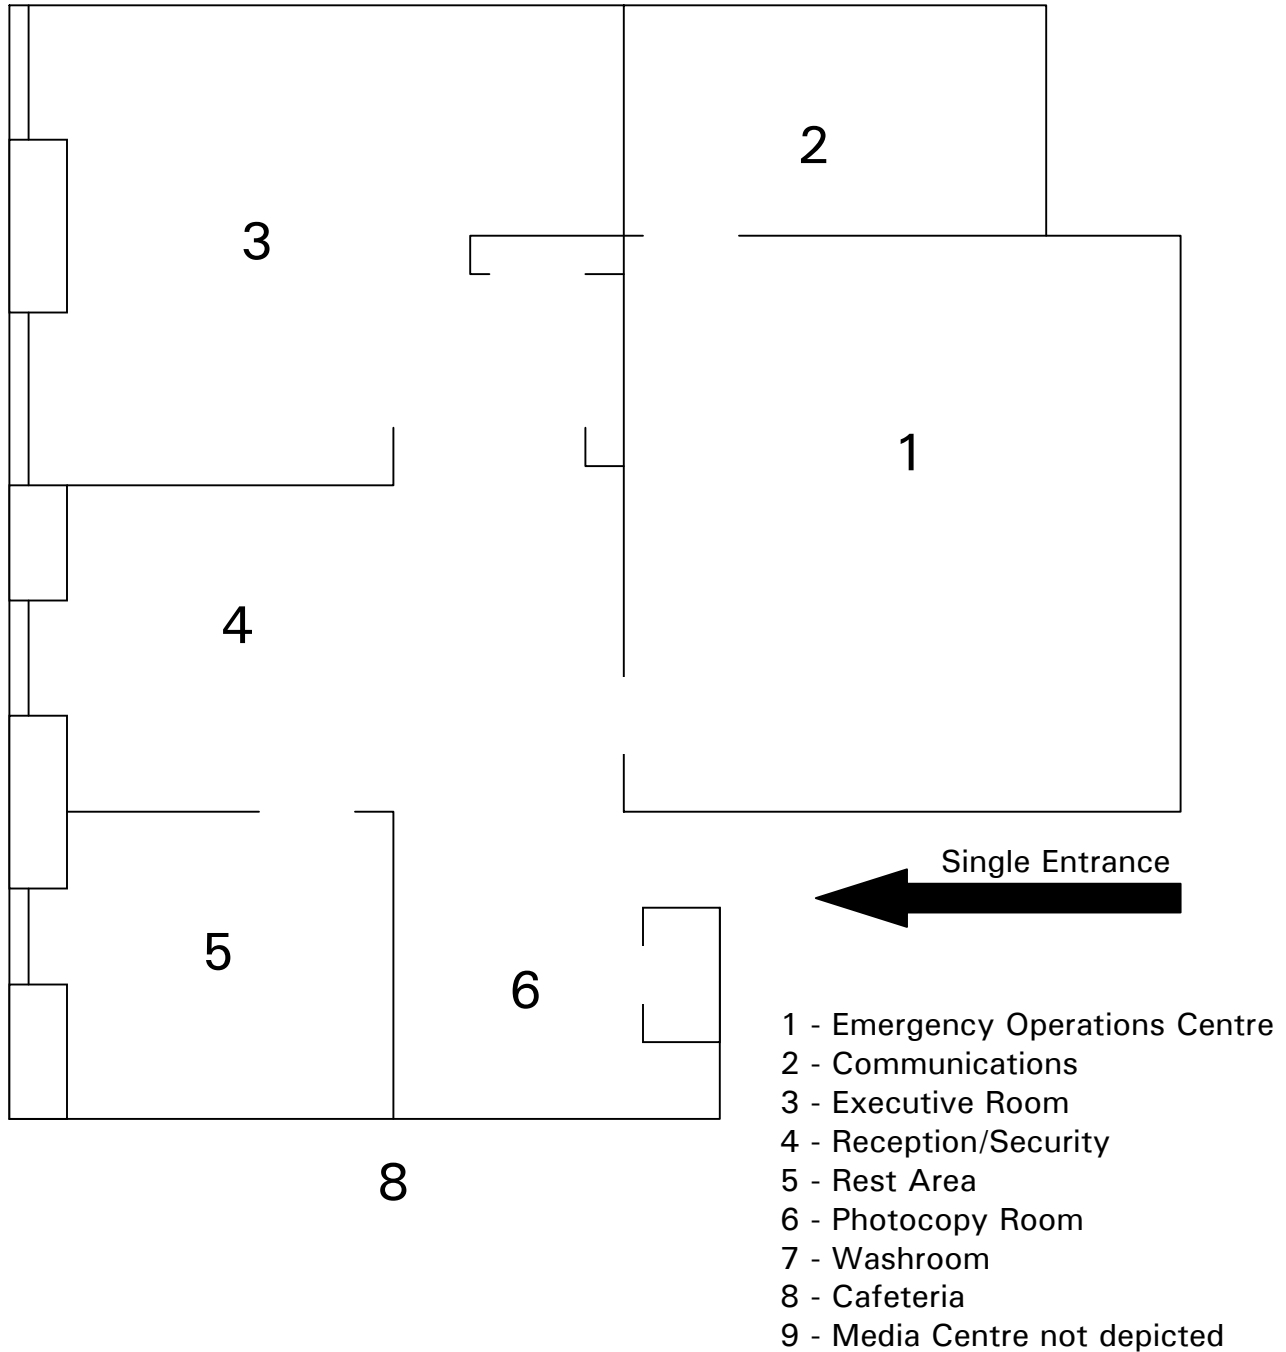 2
3
1
4
Single Entrance
5
6
1 - Emergency Operations Centre
2 - Communications
3 - Executive Room
4 - Reception/Security
5 - Rest Area
6 - Photocopy Room
7 - Washroom
8 - Cafeteria
9 - Media Centre not depicted
8